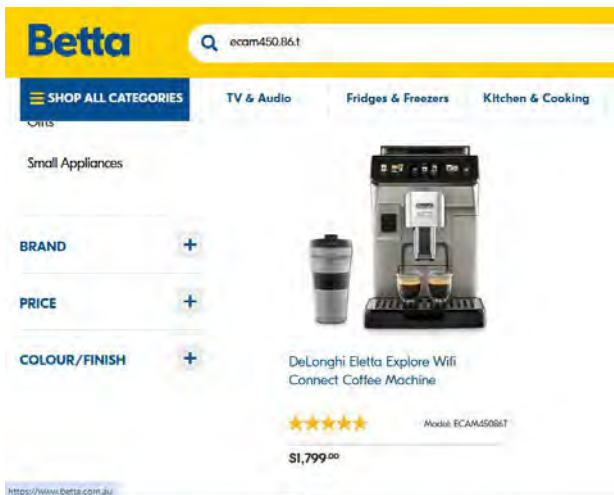 Betta
ecam450.86.t
SHOP ALL CATEGORIES
TV & Audio
Fridges & Freezers
Kitchen & Cooking
Gifts
Small Appliances
BRAND +
PRICE +
COLOUR/FINISH +
DeLonghi Eletta Explore Wifi
Connect Coffee Machine
Model: ECAM45086T
$1,799.00
https://www.betta.com.au